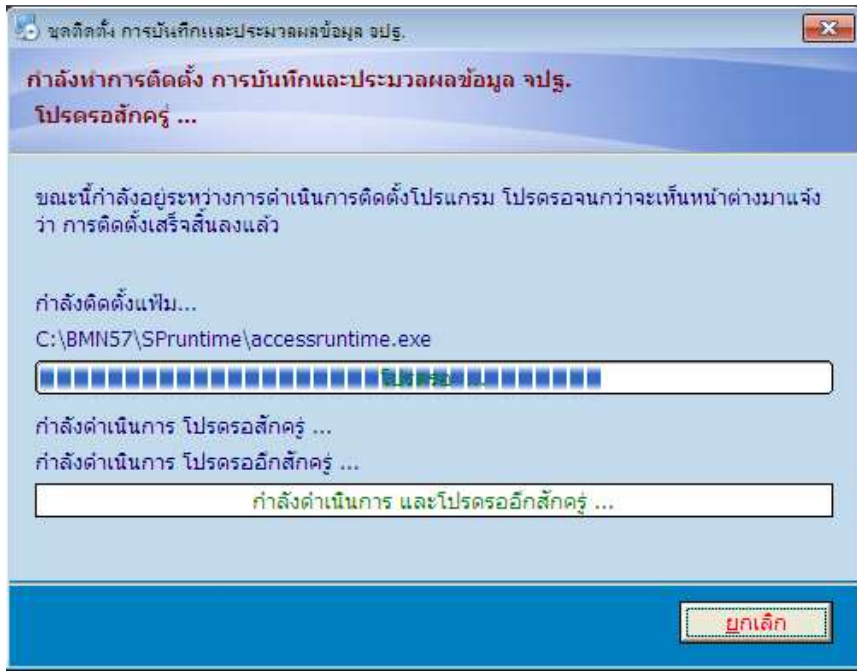 ชุดติดตั้ง การบันทึกและประมวลผลข้อมูล จปฐ.
กำลังทำการติดตั้ง การบันทึกและประมวลผลข้อมูล จปฐ.
โปรดรอสักครู่ ...
ขณะนี้กำลังอยู่ระหว่างการดำเนินการติดตั้งโปรแกรม โปรดรอจนกว่าจะเห็นหน้าต่างมาแจ้ง
ว่า การติดตั้งเสร็จสิ้นลงแล้ว
กำลังติดตั้งแฟ้ม...
C:\BMN57\SPruntime\accessruntime.exe
โปรดรอ ...
กำลังดำเนินการ โปรดรอสักครู่ ...
กำลังดำเนินการ โปรดรออีกสักครู่ ...
กำลังดำเนินการ และโปรดรออีกสักครู่ ...
ยกเลิก